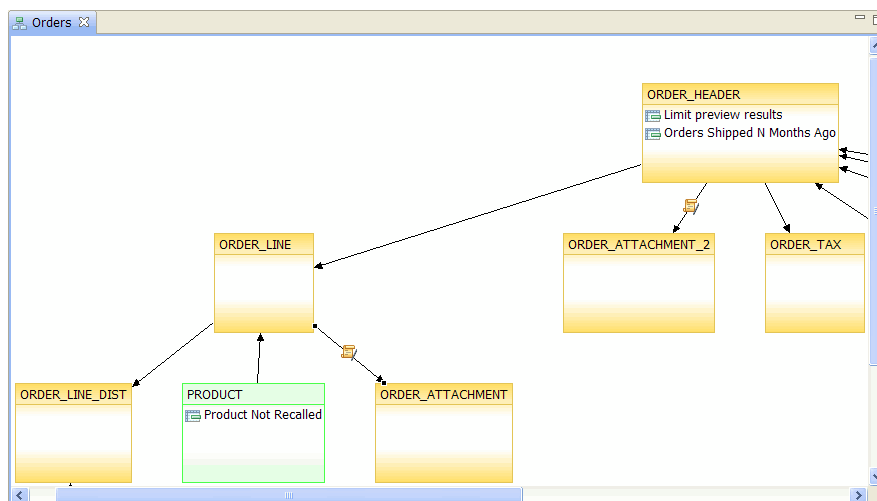 Orders
ORDER_HEADER
Limit preview results
Orders Shipped N Months Ago
ORDER_LINE
ORDER_ATTACHMENT_2
ORDER_TAX
ORDER_LINE_DIST
PRODUCT
Product Not Recalled
ORDER_ATTACHMENT